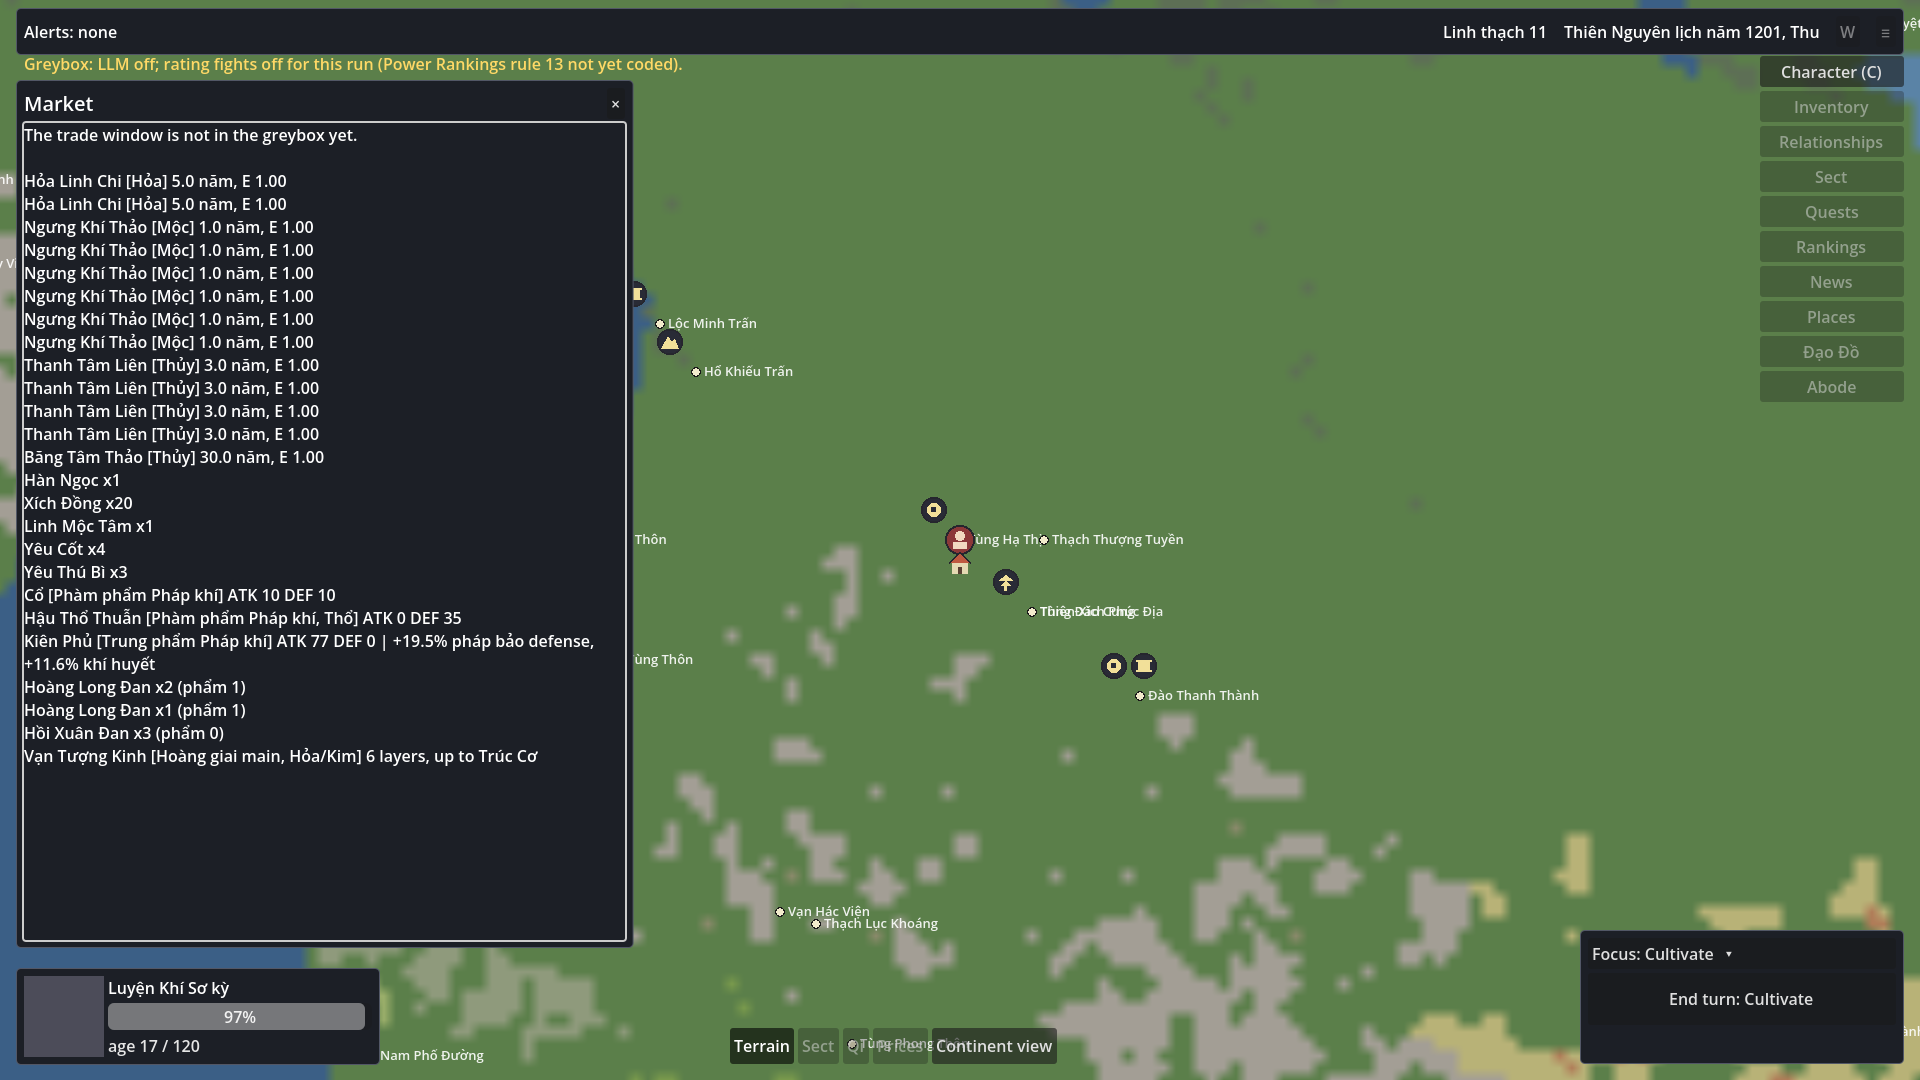 Alerts: none
Linh thạch 11
Thiên Nguyên lịch năm 1201, Thu
W
Greybox: LLM off; rating fights off for this run (Power Rankings rule 13 not yet coded).
Market
The trade window is not in the greybox yet.
Hỏa Linh Chi [Hỏa] 5.0 năm, E 1.00
Hỏa Linh Chi [Hỏa] 5.0 năm, E 1.00
Ngưng Khí Thảo [Mộc] 1.0 năm, E 1.00
Ngưng Khí Thảo [Mộc] 1.0 năm, E 1.00
Ngưng Khí Thảo [Mộc] 1.0 năm, E 1.00
Ngưng Khí Thảo [Mộc] 1.0 năm, E 1.00
Ngưng Khí Thảo [Mộc] 1.0 năm, E 1.00
Ngưng Khí Thảo [Mộc] 1.0 năm, E 1.00
Thanh Tâm Liên [Thủy] 3.0 năm, E 1.00
Thanh Tâm Liên [Thủy] 3.0 năm, E 1.00
Thanh Tâm Liên [Thủy] 3.0 năm, E 1.00
Thanh Tâm Liên [Thủy] 3.0 năm, E 1.00
Băng Tâm Thảo [Thủy] 30.0 năm, E 1.00
Hàn Ngọc x1
Xích Đồng x20
Linh Mộc Tâm x1
Yêu Cốt x4
Yêu Thú Bì x3
Cổ [Phàm phẩm Pháp khí] ATK 10 DEF 10
Hậu Thổ Thuẫn [Phàm phẩm Pháp khí, Thổ] ATK 0 DEF 35
Kiên Phủ [Trung phẩm Pháp khí] ATK 77 DEF 0 | +19.5% pháp bảo defense,
+11.6% khí huyết
Hoàng Long Đan x2 (phẩm 1)
Hoàng Long Đan x1 (phẩm 1)
Hồi Xuân Đan x3 (phẩm 0)
Vạn Tượng Kinh [Hoàng giai main, Hỏa/Kim] 6 layers, up to Trúc Cơ
Character (C)
Inventory
Relationships
Sect
Quests
Rankings
News
Places
Đạo Đồ
Abode
Lộc Minh Trấn
Hổ Khiếu Trấn
Thôn
Thạch Thượng Tuyền
Địa
Thôn
Đào Thanh Thành
Vạn Hác Viện
Thạch Lục Khoáng
Nam Phố Đường
Luyện Khí Sơ kỳ
97%
age 17 / 120
Terrain
Sect
Continent view
Focus: Cultivate
End turn: Cultivate